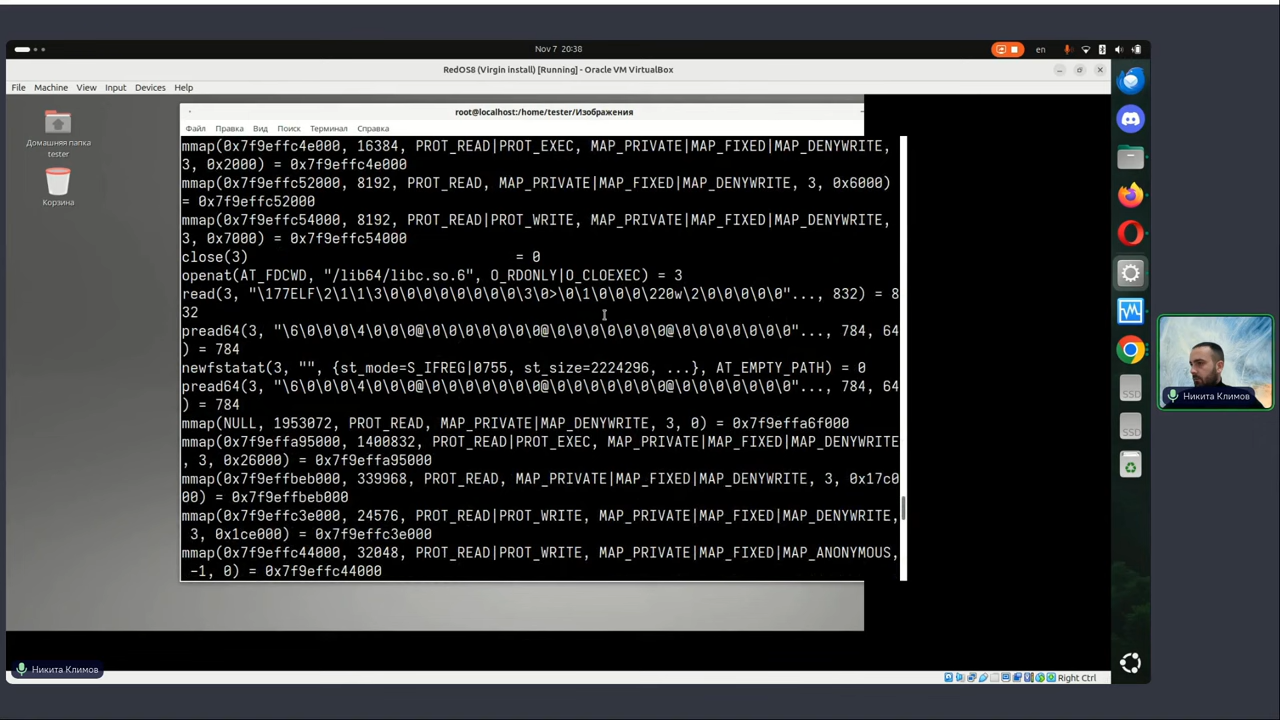 Nov 7 20:38
en
RedOS8 (Virgin install) [Running] - Oracle VM VirtualBox
File Machine View Input Devices Help
root@localhost:/home/tester/Изображения
Файл Правка Вид Поиск Терминал Справка
Домашняя папка
tester
Корзина
mmap(0x7f9effc4e000, 16384, PROT_READ|PROT_EXEC, MAP_PRIVATE|MAP_FIXED|MAP_DENYWRITE,
3, 0x2000) = 0x7f9effc4e000
mmap(0x7f9effc52000, 8192, PROT_READ, MAP_PRIVATE|MAP_FIXED|MAP_DENYWRITE, 3, 0x6000)
= 0x7f9effc52000
mmap(0x7f9effc54000, 8192, PROT_READ|PROT_WRITE, MAP_PRIVATE|MAP_FIXED|MAP_DENYWRITE,
3, 0x7000) = 0x7f9effc54000
close(3) = 0
openat(AT_FDCWD, "/lib64/libc.so.6", O_RDONLY|O_CLOEXEC) = 3
read(3, "\177ELF\2\1\1\3\0\0\0\0\0\0\0\0\3\0>\0\1\0\0\0\220w\2\0\0\0\0\0"..., 832) = 8
32
pread64(3, "\6\0\0\0\4\0\0\0@\0\0\0\0\0\0\0@\0\0\0\0\0\0\0@\0\0\0\0\0\0\0"..., 784, 64
) = 784
newfstatat(3, "", {st_mode=S_IFREG|0755, st_size=2224296, ...}, AT_EMPTY_PATH) = 0
pread64(3, "\6\0\0\0\4\0\0\0@\0\0\0\0\0\0\0@\0\0\0\0\0\0\0@\0\0\0\0\0\0\0"..., 784, 64
) = 784
mmap(NULL, 1953072, PROT_READ, MAP_PRIVATE|MAP_DENYWRITE, 3, 0) = 0x7f9effa6f000
mmap(0x7f9effa95000, 1400832, PROT_READ|PROT_EXEC, MAP_PRIVATE|MAP_FIXED|MAP_DENYWRITE
, 3, 0x26000) = 0x7f9effa95000
mmap(0x7f9effbeb000, 339968, PROT_READ, MAP_PRIVATE|MAP_FIXED|MAP_DENYWRITE, 3, 0x17c0
00) = 0x7f9effbeb000
mmap(0x7f9effc3e000, 24576, PROT_READ|PROT_WRITE, MAP_PRIVATE|MAP_FIXED|MAP_DENYWRITE,
3, 0x1ce000) = 0x7f9effc3e000
mmap(0x7f9effc44000, 32048, PROT_READ|PROT_WRITE, MAP_PRIVATE|MAP_FIXED|MAP_ANONYMOUS,
-1, 0) = 0x7f9effc44000
SSD
SSD
Никита Климов
Никита Климов
Right Ctrl